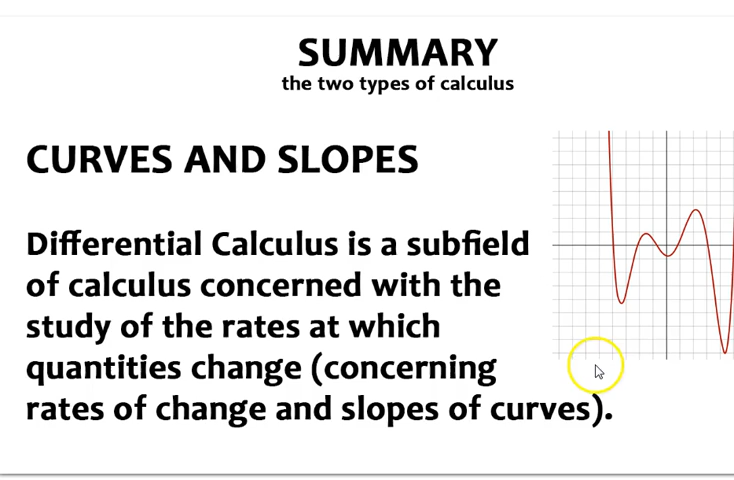 SUMMARY
the two types of calculus
CURVES AND SLOPES
Differential Calculus is a subfield
of calculus concerned with the
study of the rates at which
quantities change (concerning
rates of change and slopes of curves).